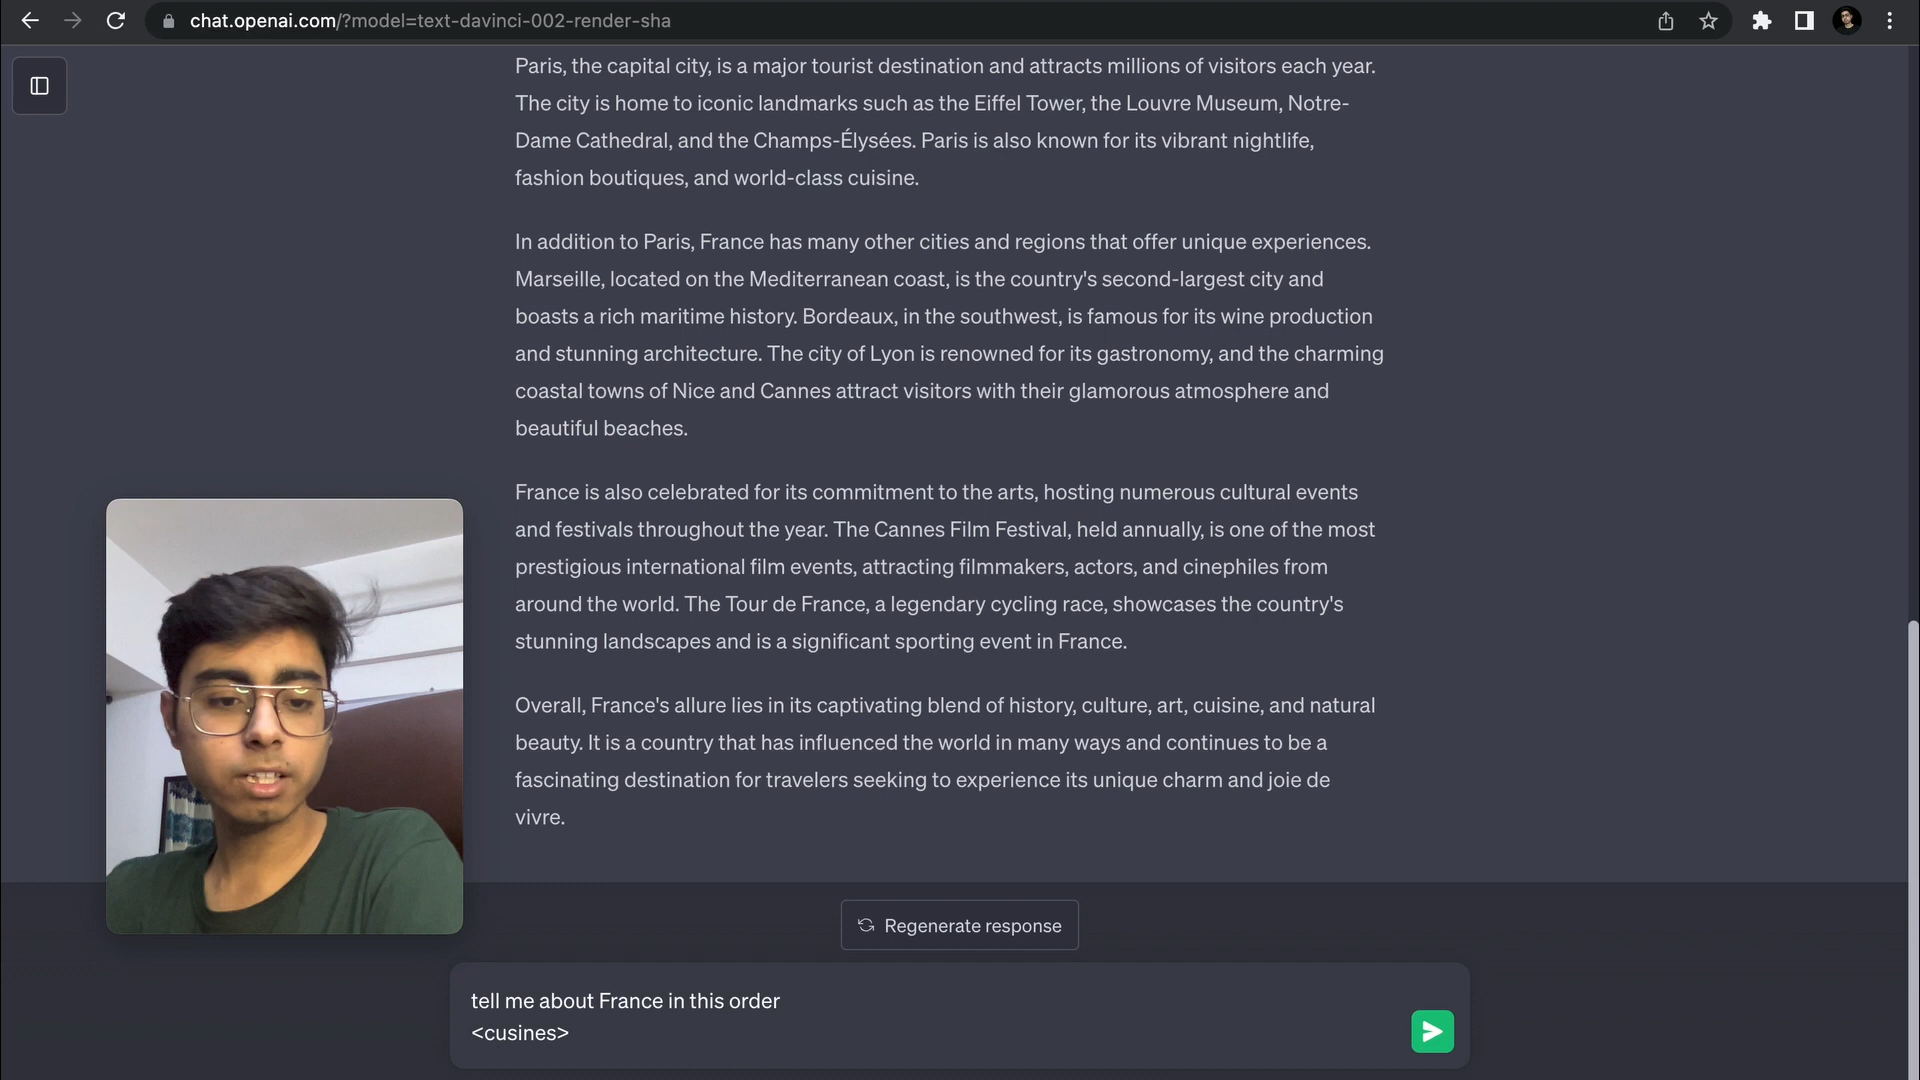 chat.openai.com/?model=text-davinci-002-render-sha
Paris, the capital city, is a major tourist destination and attracts millions of visitors each year.
The city is home to iconic landmarks such as the Eiffel Tower, the Louvre Museum, Notre-
Dame Cathedral, and the Champs-Élysées. Paris is also known for its vibrant nightlife,
fashion boutiques, and world-class cuisine.
In addition to Paris, France has many other cities and regions that offer unique experiences.
Marseille, located on the Mediterranean coast, is the country's second-largest city and
boasts a rich maritime history. Bordeaux, in the southwest, is famous for its wine production
and stunning architecture. The city of Lyon is renowned for its gastronomy, and the charming
coastal towns of Nice and Cannes attract visitors with their glamorous atmosphere and
beautiful beaches.
France is also celebrated for its commitment to the arts, hosting numerous cultural events
and festivals throughout the year. The Cannes Film Festival, held annually, is one of the most
prestigious international film events, attracting filmmakers, actors, and cinephiles from
around the world. The Tour de France, a legendary cycling race, showcases the country's
stunning landscapes and is a significant sporting event in France.
Overall, France's allure lies in its captivating blend of history, culture, art, cuisine, and natural
beauty. It is a country that has influenced the world in many ways and continues to be a
fascinating destination for travelers seeking to experience its unique charm and joie de
vivre.
Regenerate response
tell me about France in this order
<cusines>